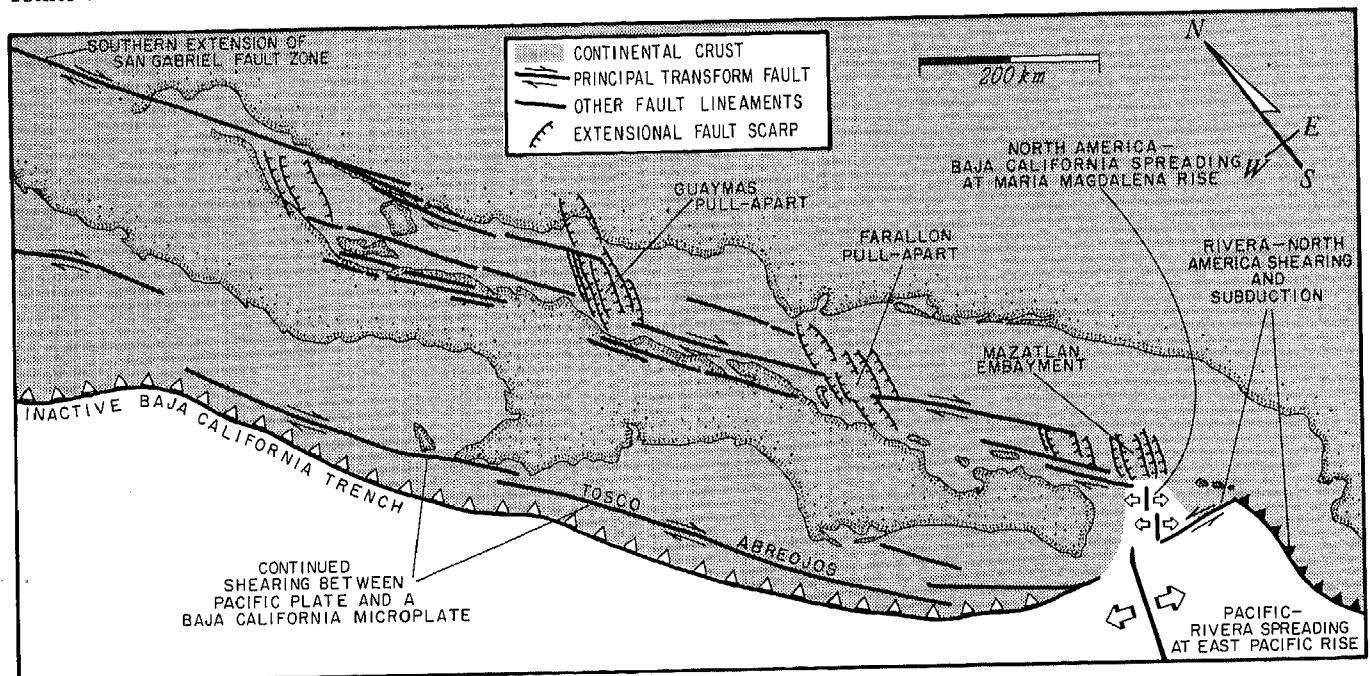 SOUTHERN EXTENSION OF
SAN GABRIEL FAULT ZONE
CONTINENTAL CRUST
PRINCIPAL TRANSFORM FAULT
OTHER FAULT LINEAMENTS
EXTENSIONAL FAULT SCARP
200 km
N
E
W
S
NORTH AMERICA—
BAJA CALIFORNIA SPREADING
AT MARIA MAGDALENA RISE
GUAYMAS
PULL-APART
FARALLON
PULL-APART
RIVERA—NORTH
AMERICA SHEARING
AND
SUBDUCTION
MAZATLAN
EMBAYMENT
INACTIVE BAJA CALIFORNIA TRENCH
TOSCO
ABREOJOS
CONTINUED
SHEARING BETWEEN
PACIFIC PLATE AND A
BAJA CALIFORNIA MICROPLATE
PACIFIC—
RIVERA SPREADING
AT EAST PACIFIC RISE